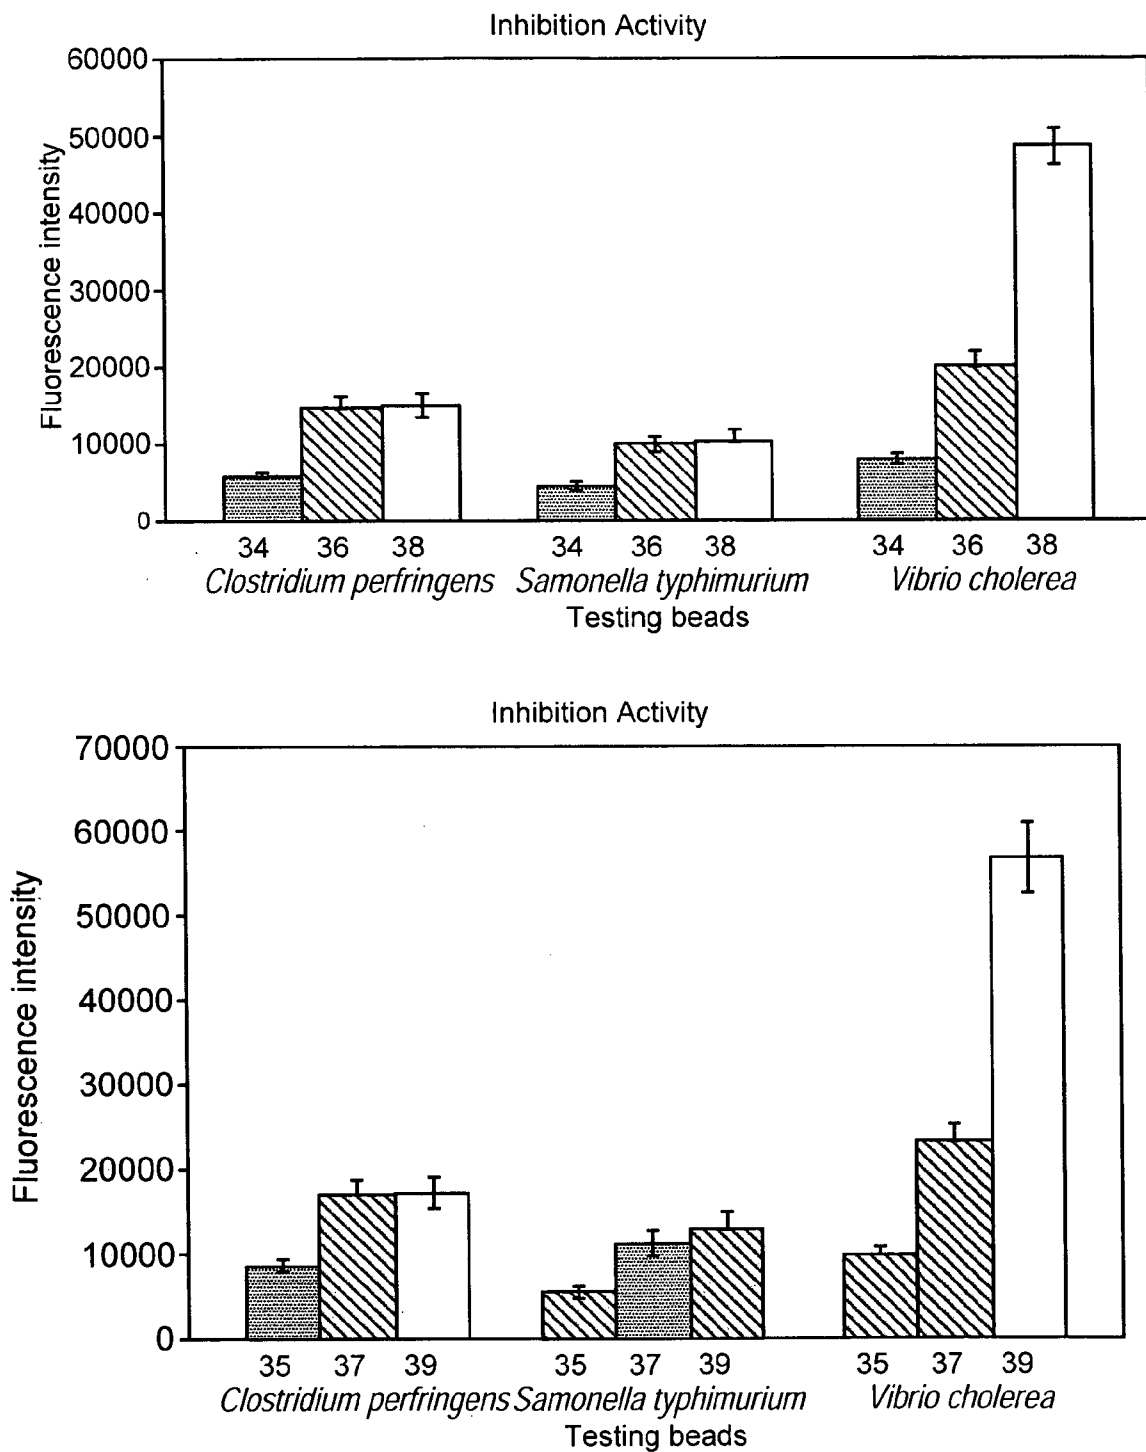 Inhibition Activity
60000
50000
40000
30000
20000
10000
0
Fluorescence intensity
34 36 38 34 36 38 34 36 38
Clostridium perfringens Samonella typhimurium Vibrio cholerea
Testing beads
Inhibition Activity
70000
60000
50000
40000
30000
20000
10000
0
Fluorescence intensity
35 37 39 35 37 39 35 37 39
Clostridium perfringens Samonella typhimurium Vibrio cholerea
Testing beads